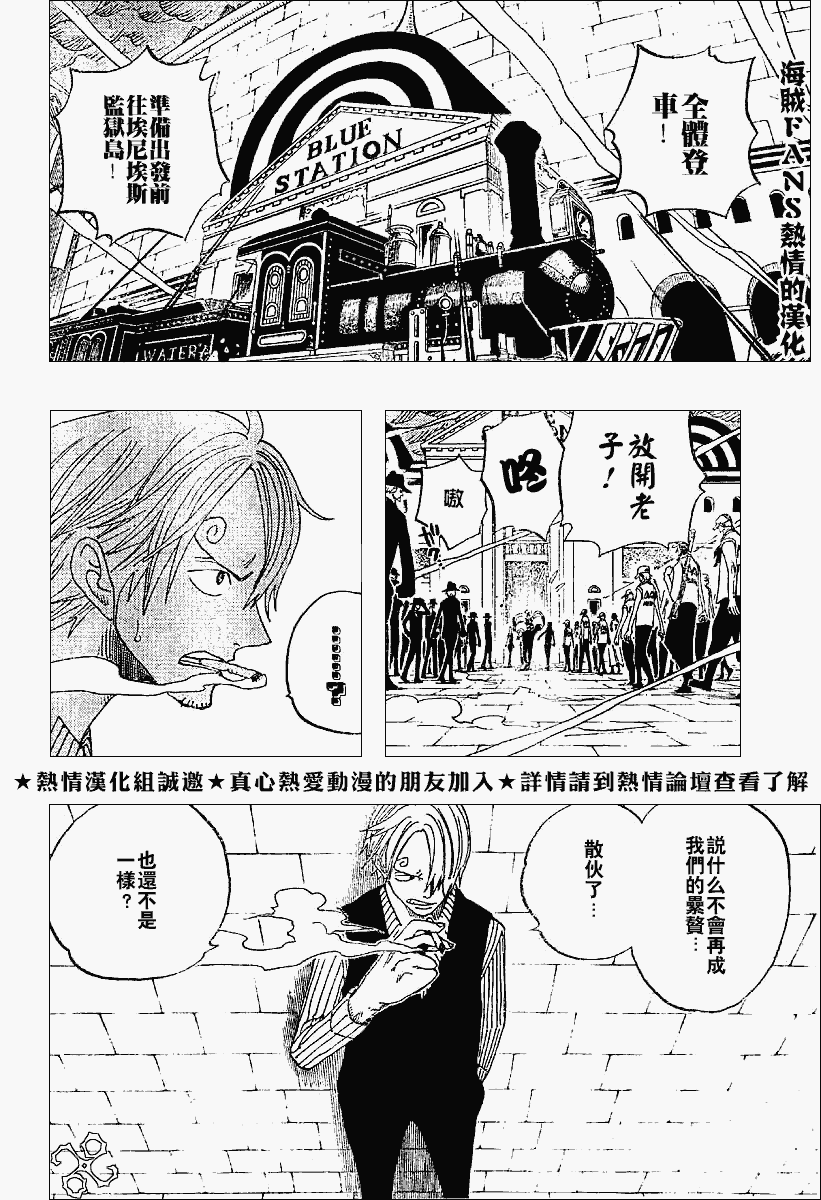 全體登
車！
BLUE
STATION
準備出發前
往埃尼埃斯
監獄島！
WATER7
海賊FANS熱情的漢化
放開老
子！
咚
嗷
………
★熱情漢化組誠邀★真心熱愛動漫的朋友加入★詳情請到熱情論壇查看了解
説什么不會再成
我們的累贅…
散伙了…
也還不是
一樣？